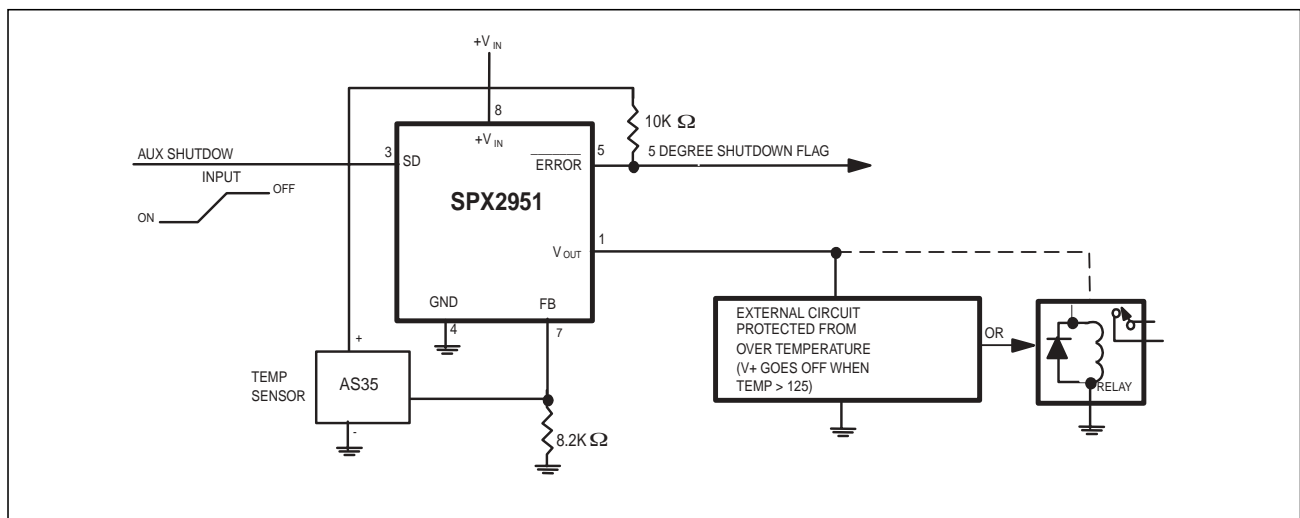 +V IN
8
+V IN
10K Ω
AUX SHUTDOW
3
SD
ERROR
5
5 DEGREE SHUTDOWN FLAG
INPUT
OFF
ON
SPX2951
V OUT
1
GND
FB
4
7
EXTERNAL CIRCUIT
PROTECTED FROM
OVER TEMPERATURE
(V+ GOES OFF WHEN
TEMP > 125)
OR
RELAY
+
TEMP
SENSOR
AS35
-
8.2K Ω